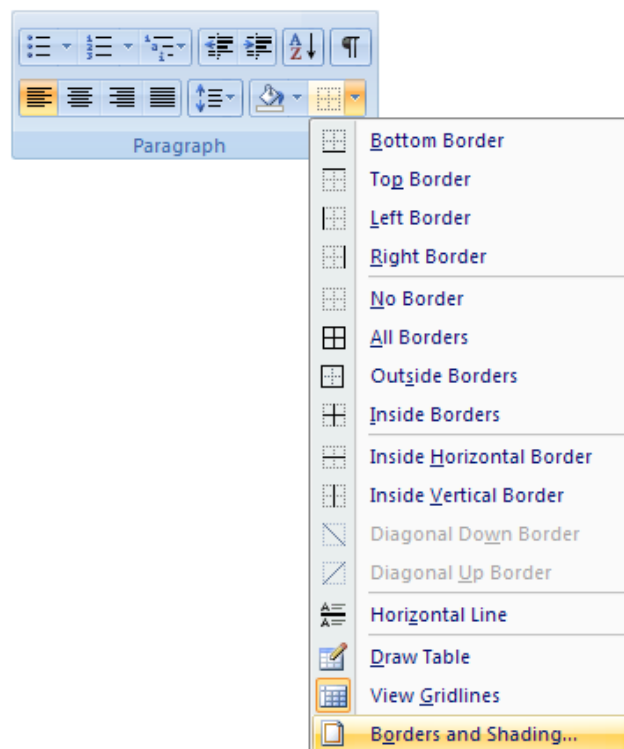 Paragraph
Bottom Border
Top Border
Left Border
Right Border
No Border
All Borders
Outside Borders
Inside Borders
Inside Horizontal Border
Inside Vertical Border
Diagonal Down Border
Diagonal Up Border
Horizontal Line
Draw Table
View Gridlines
Borders and Shading...